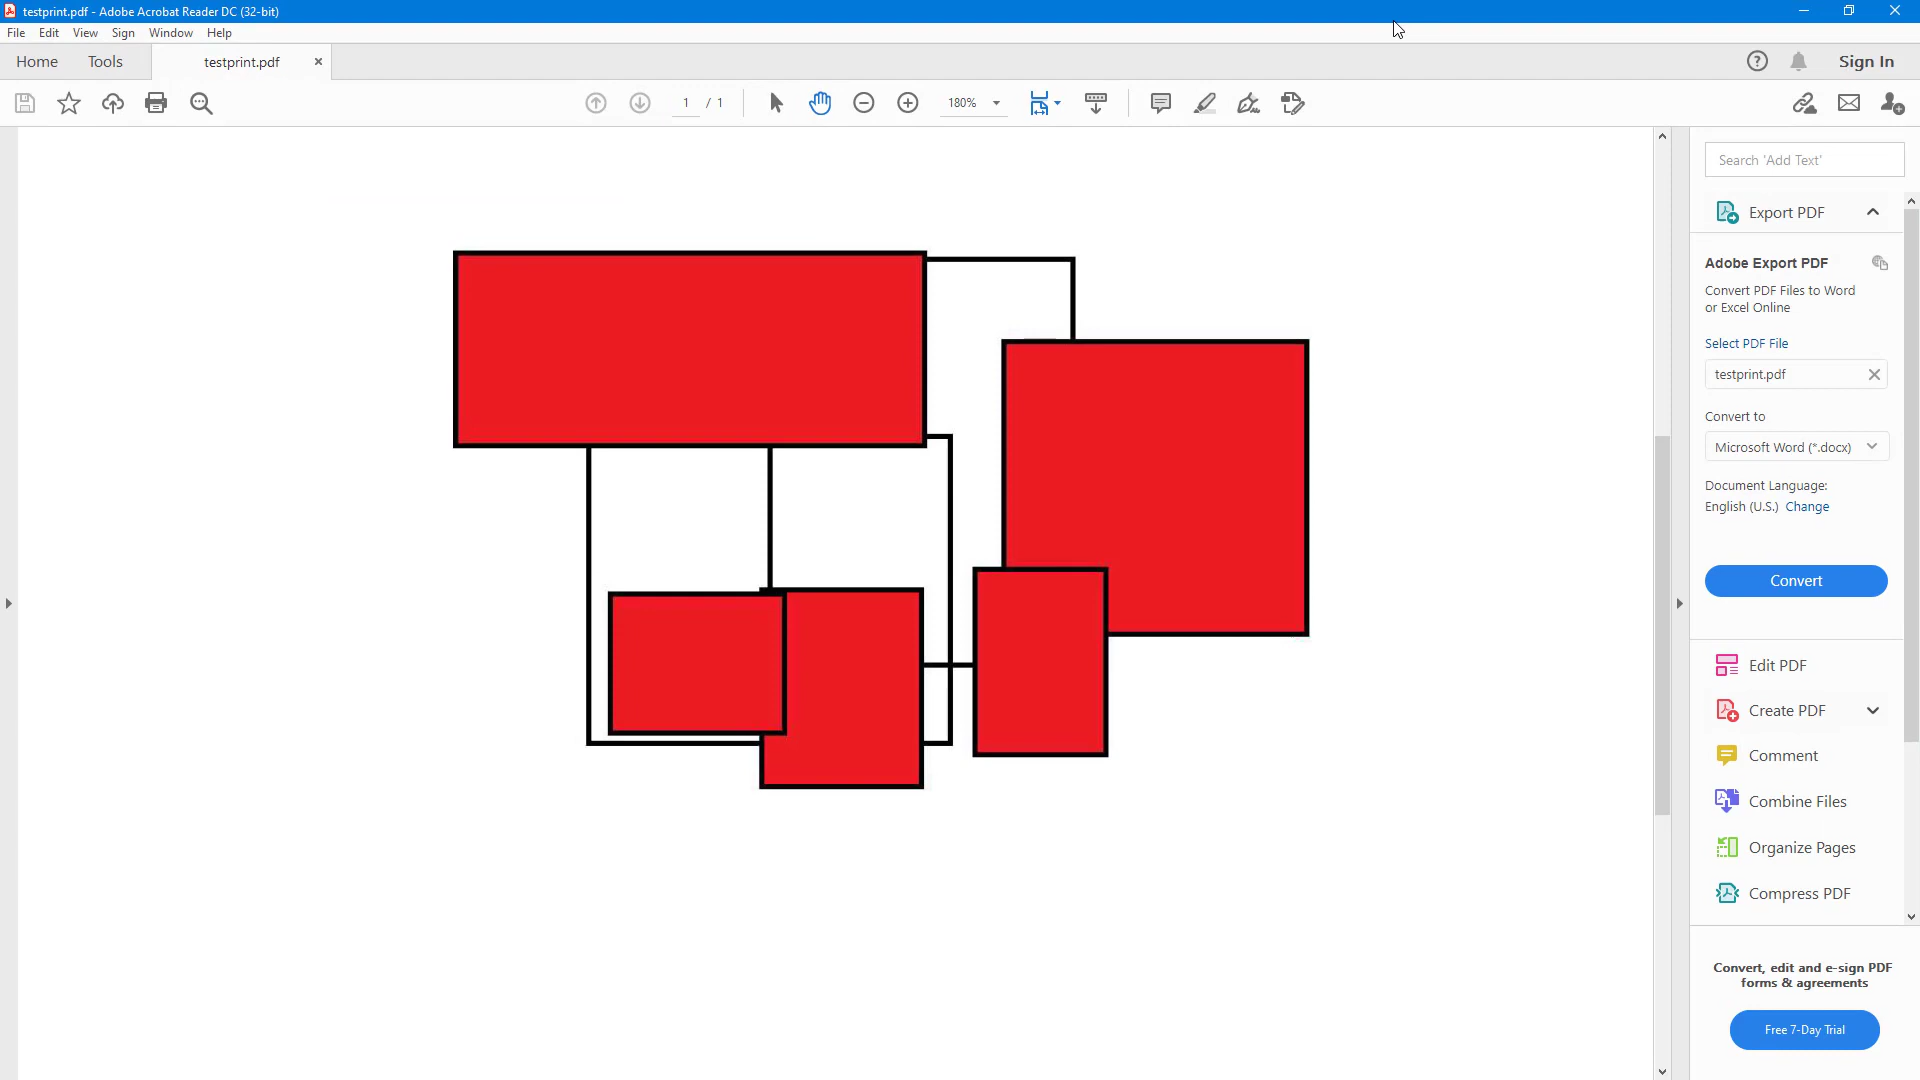 testprint.pdf - Adobe Acrobat Reader DC (32-bit)
File Edit View Sign Window Help
Home Tools testprint.pdf Sign In
1 / 1 180%
Search 'Add Text'
Export PDF
Adobe Export PDF
Convert PDF Files to Word
or Excel Online
Select PDF File
testprint.pdf
Convert to
Microsoft Word (*.docx)
Document Language:
English (U.S.) Change
Convert
Edit PDF
Create PDF
Comment
Combine Files
Organize Pages
Compress PDF
Convert, edit and e-sign PDF
forms & agreements
Free 7-Day Trial